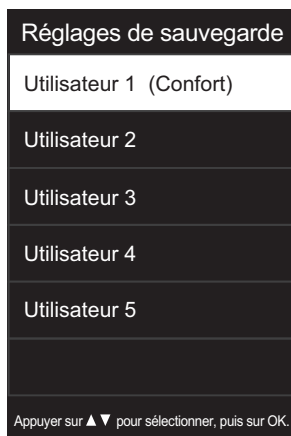 Réglages de sauvegarde
Utilisateur 1 (Confort)
Utilisateur 2
Utilisateur 3
Utilisateur 4
Utilisateur 5
Appuyer sur ▲▼ pour sélectionner, puis sur OK.